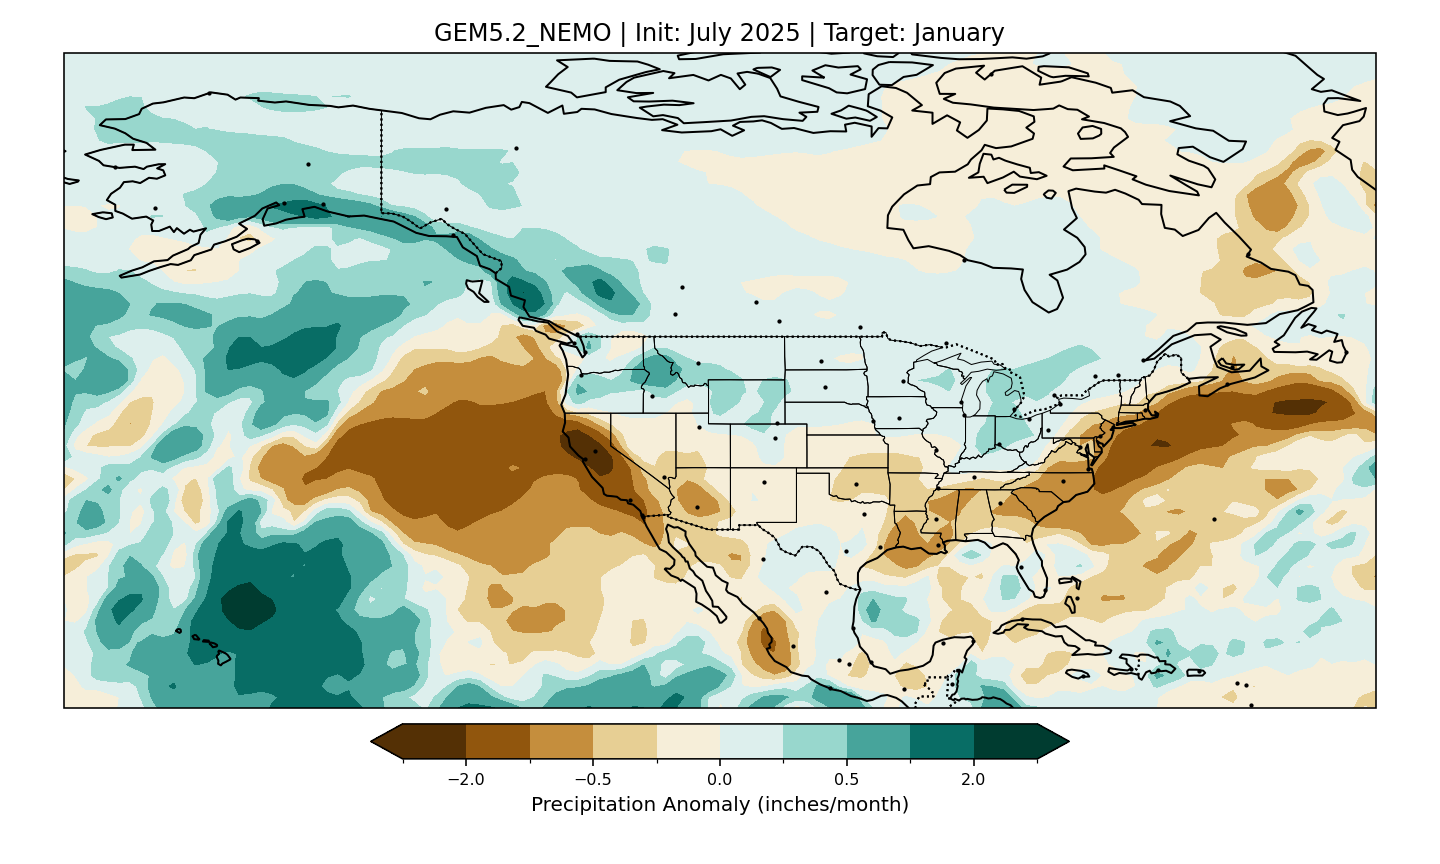 GEM5.2_NEMO | Init: July 2025 | Target: January
−2.0 −0.5 0.0 0.5 2.0
Precipitation Anomaly (inches/month)